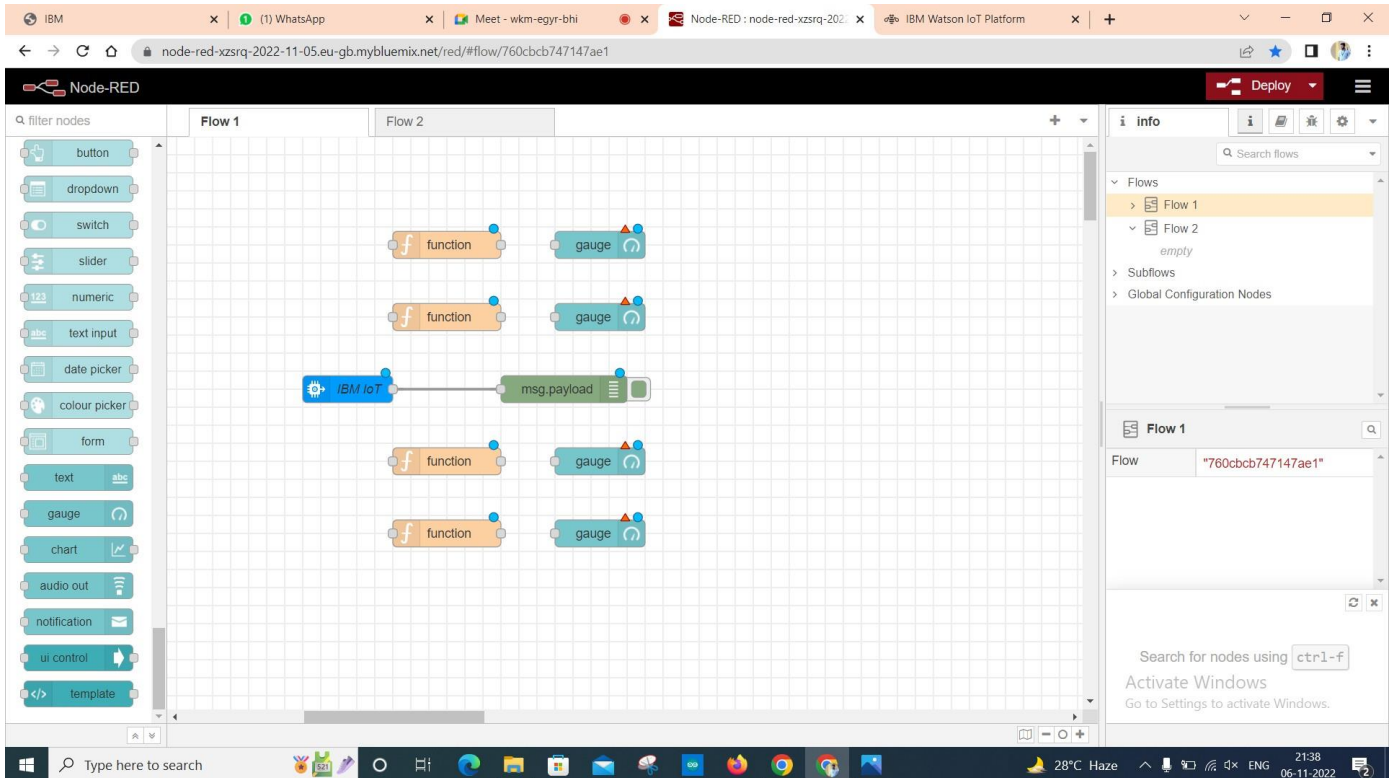 IBM
(1) WhatsApp
Meet - wkm-egyr-bhi
Node-RED : node-red-xzsrq-202
IBM Watson IoT Platform
node-red-xzsrq-2022-11-05.eu-gb.mybluemix.net/red/#flow/760cbcb747147ae1
Node-RED
Deploy
filter nodes
Flow 1
Flow 2
i info
i
button
dropdown
switch
slider
123 numeric
abc text input
date picker
colour picker
form
text abc
gauge
chart
audio out
notification
ui control
</> template
f function
gauge
f function
gauge
IBM IoT
msg.payload
f function
gauge
f function
gauge
Search flows
Flows
Flow 1
Flow 2
empty
Subflows
Global Configuration Nodes
Flow 1
Flow "760cbcb747147ae1"
Search for nodes using ctrl-f
Activate Windows
Go to Settings to activate Windows.
Type here to search
521
28°C Haze
ENG
21:38
06-11-2022
2